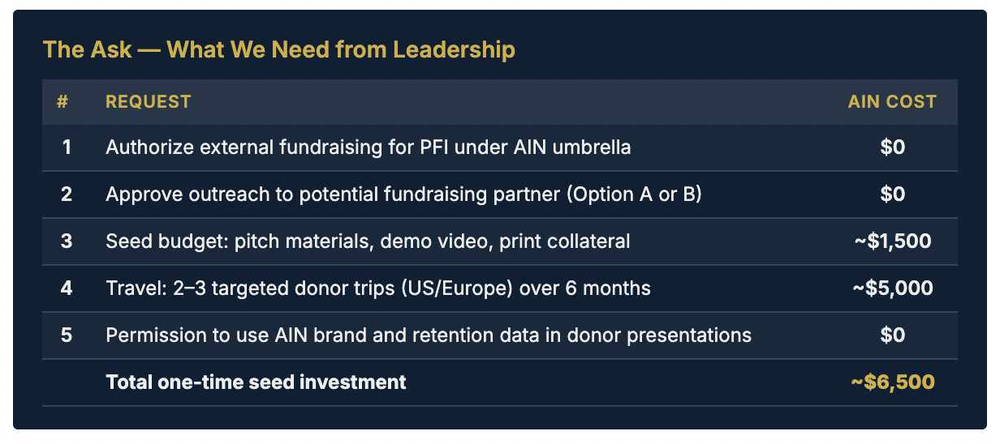 The Ask — What We Need from Leadership
# REQUEST AIN COST
1 Authorize external fundraising for PFI under AIN umbrella $0
2 Approve outreach to potential fundraising partner (Option A or B) $0
3 Seed budget: pitch materials, demo video, print collateral ~$1,500
4 Travel: 2–3 targeted donor trips (US/Europe) over 6 months ~$5,000
5 Permission to use AIN brand and retention data in donor presentations $0
Total one-time seed investment ~$6,500